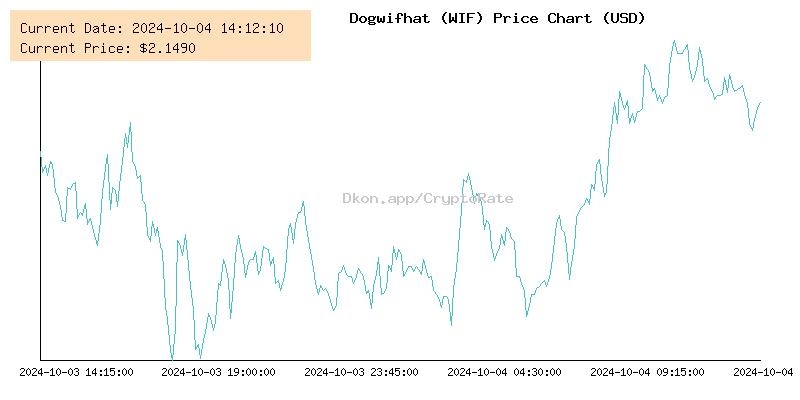 Dogwifhat (WIF) Price Chart (USD)
Current Date: 2024-10-04 14:12:10
Current Price: $2.1490
Dkon.app/CryptoRate
2024-10-03 14:15:00 2024-10-03 19:00:00 2024-10-03 23:45:00 2024-10-04 04:30:00 2024-10-04 09:15:00 2024-10-04